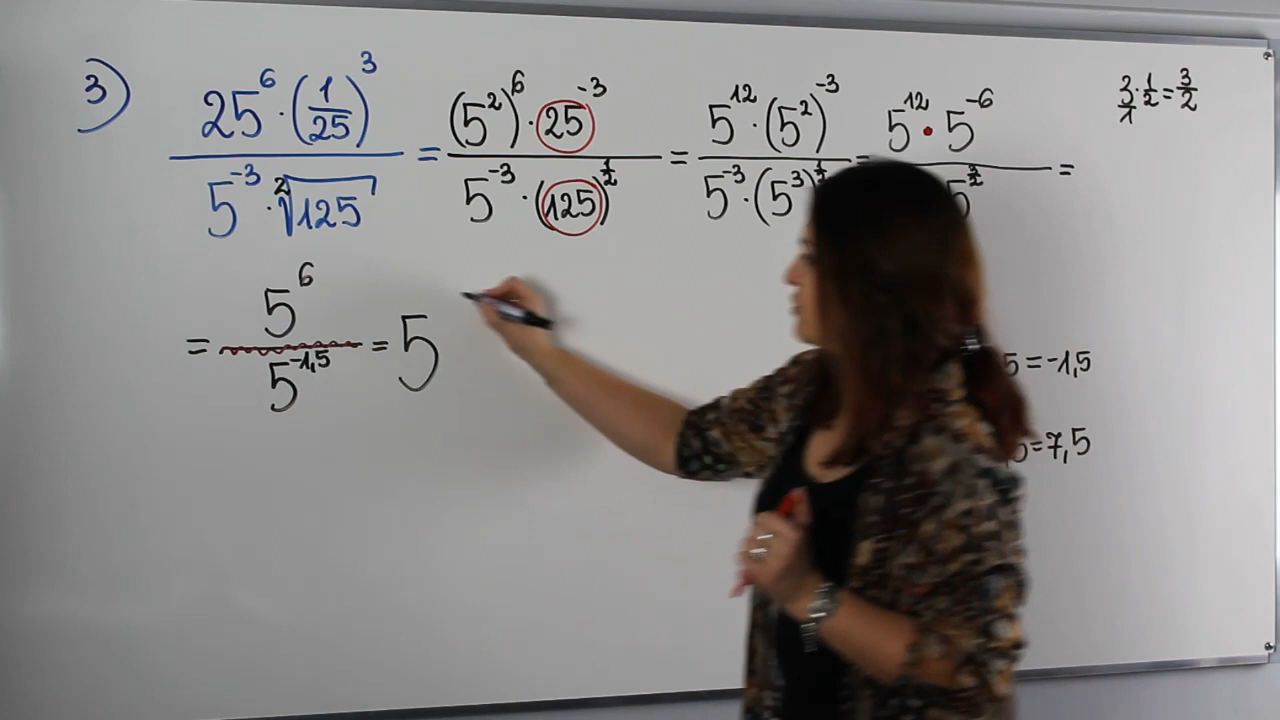 3) 25^6 · (1/25)^3 / 5^-3 · ²√125 = (5^2)^6 · 25^-3 / 5^-3 · (125)^1/2 = 5^12 · (5^2)^-3 / 5^-3 · (5^3)^1/2 = 5^12 · 5^-6 / 5^3/2 =
3/1 · 1/2 = 3/2
= 5^6 / 5^-1,5 = 5
5 = -1,5
5 = 7,5